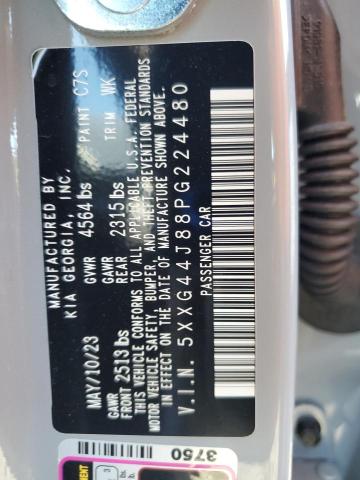 MANUFACTURED BY
KIA GEORGIA, INC.
MAY/10/23 GVWR 4564 lbs PAINT C7S
GAWR FRONT 2513 lbs GAWR REAR 2315 lbs TRIM WK
THIS VEHICLE CONFORMS TO ALL APPLICABLE U.S.A. FEDERAL
MOTOR VEHICLE SAFETY, BUMPER, AND THEFT PREVENTION STANDARDS
IN EFFECT ON THE DATE OF MANUFACTURE SHOWN ABOVE.
V.I.N. 5XXG44J88PG224480
PASSENGER CAR
3750